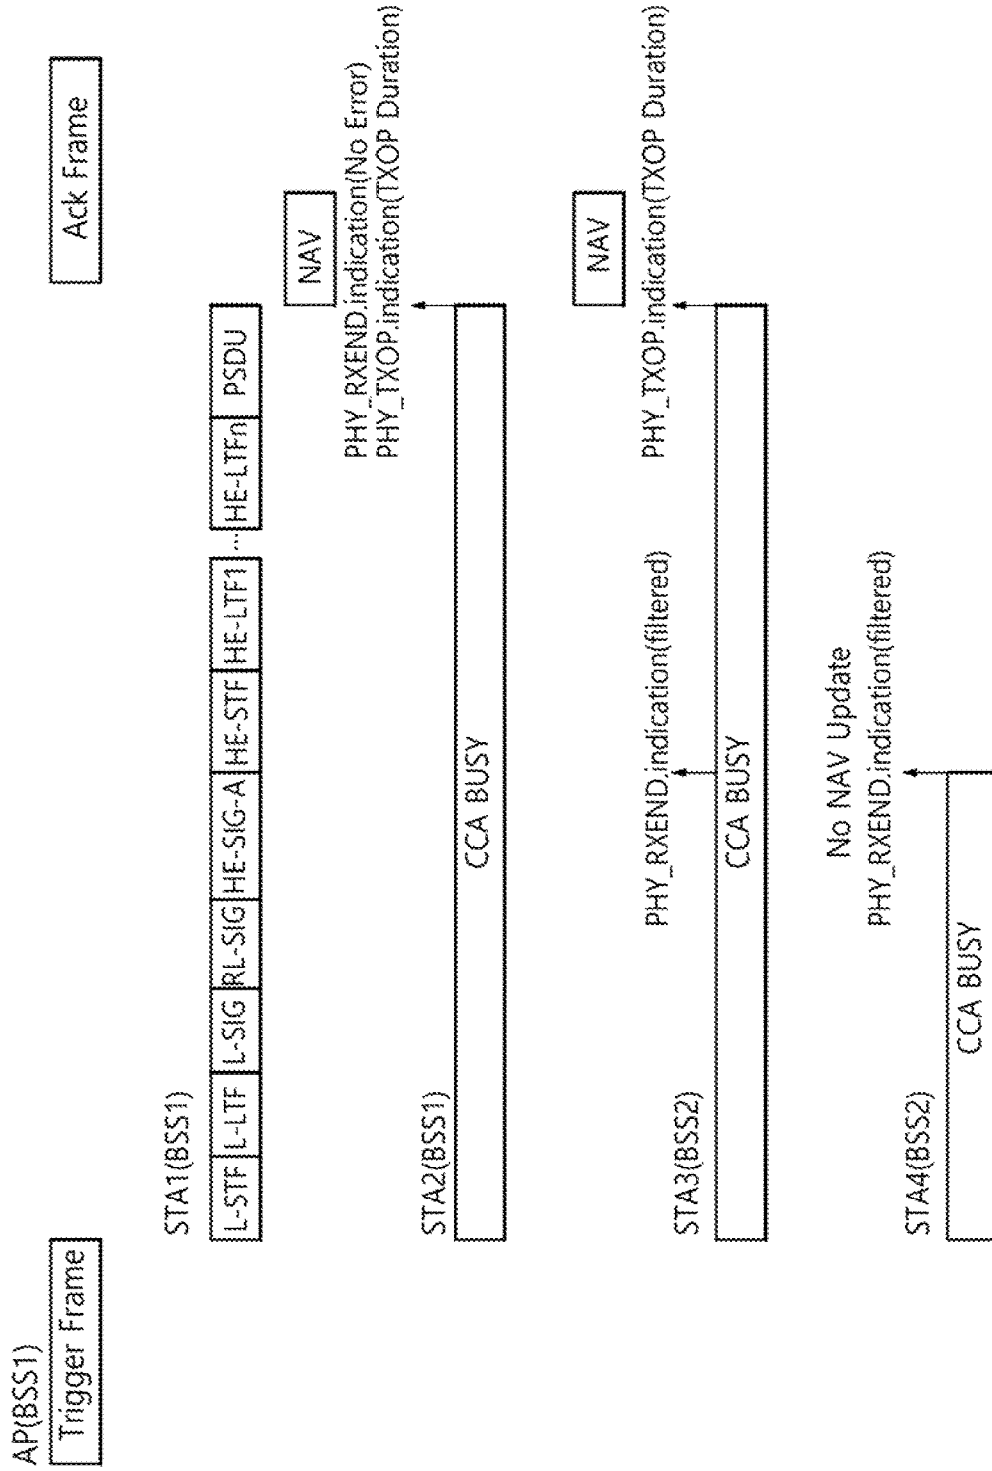 AP(BSS1)
Trigger Frame
Ack Frame
STA1(BSS1)
L-STF L-LTF L-SIG RL-SIG HE-SIG-A HE-STF HE-LTF1 ... HE-LTFn PSDU
NAV
PHY_RXEND.indication(No Error)
PHY_TXOP.indication(TXOP Duration)
STA2(BSS1)
CCA BUSY
NAV
PHY_RXEND.indication(filtered)
PHY_TXOP.indication(TXOP Duration)
STA3(BSS2)
CCA BUSY
No NAV Update
PHY_RXEND.indication(filtered)
STA4(BSS2)
CCA BUSY